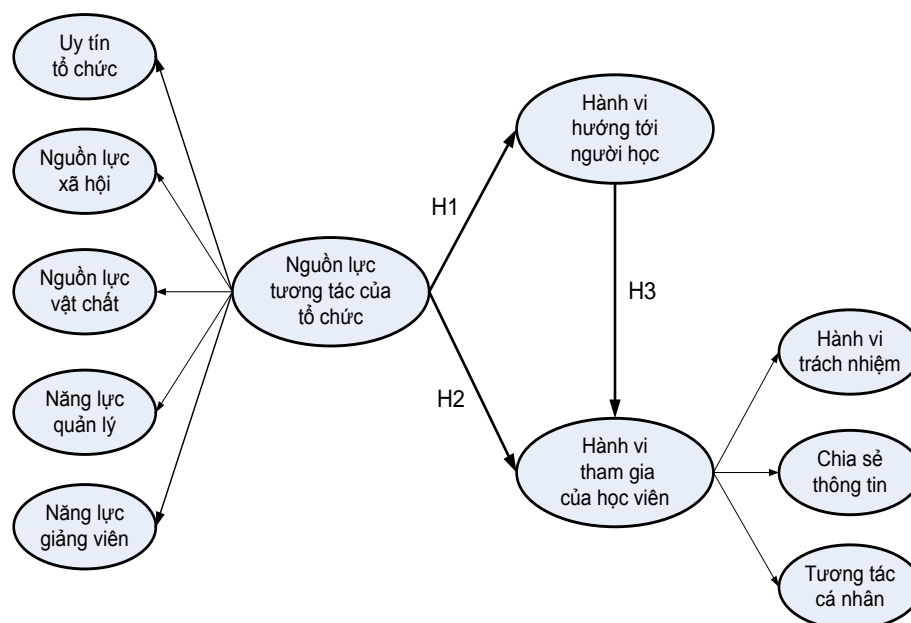 Uy tín
tổ chức
Nguồn lực
xã hội
Nguồn lực
vật chất
Năng lực
quản lý
Năng lực
giảng viên
Nguồn lực
tương tác của
tổ chức
H1
H2
Hành vi
hướng tới
người học
H3
Hành vi
tham gia
của học viên
Hành vi
trách nhiệm
Chia sẻ
thông tin
Tương tác
cá nhân